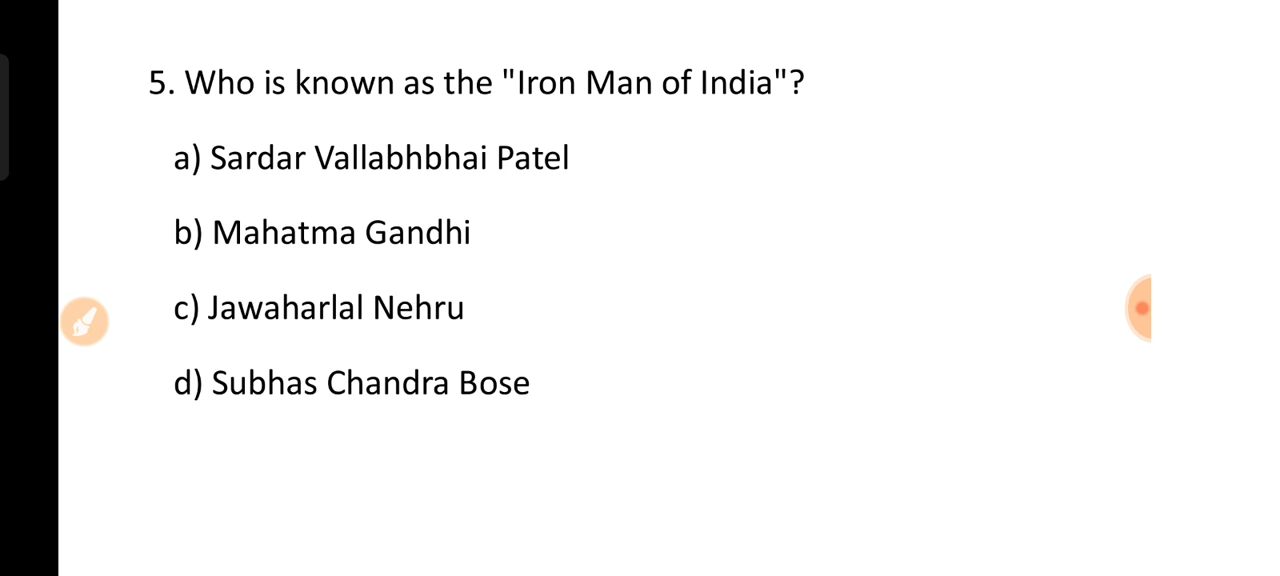 5. Who is known as the "Iron Man of India"?
a) Sardar Vallabhbhai Patel
b) Mahatma Gandhi
c) Jawaharlal Nehru
d) Subhas Chandra Bose